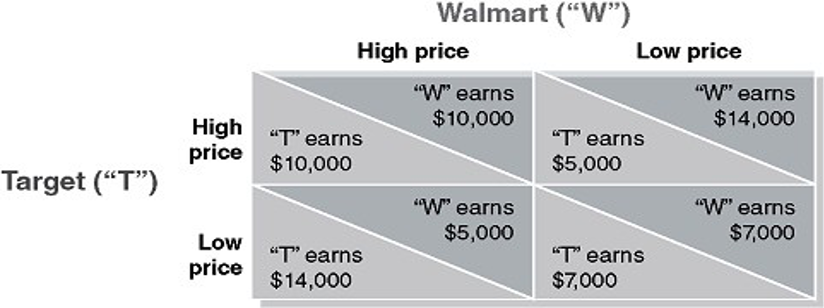 Walmart (“W”)
High price
Low price
Target (“T”)
High
price
“W” earns
$10,000
“T” earns
$10,000
“W” earns
$14,000
“T” earns
$5,000
Low
price
“W” earns
$5,000
“T” earns
$14,000
“W” earns
$7,000
“T” earns
$7,000